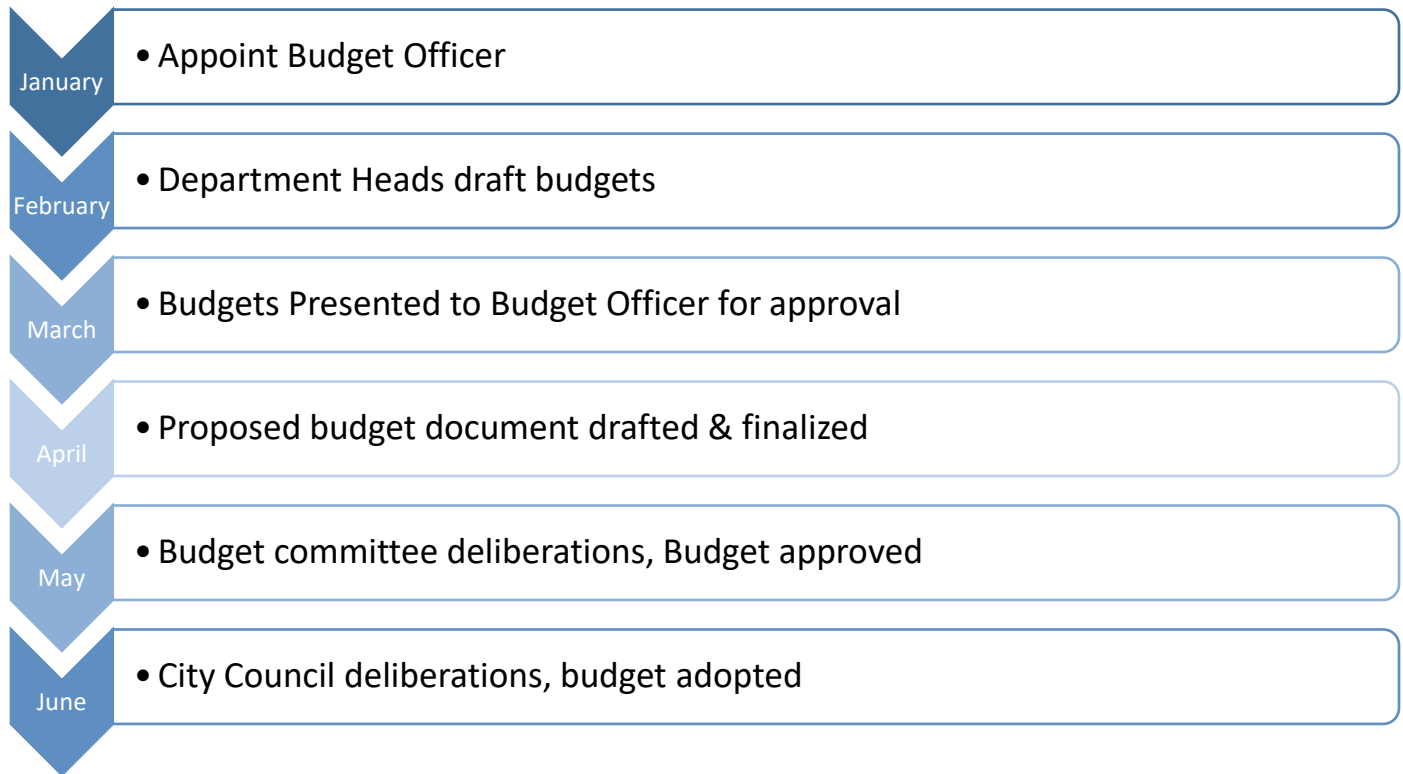 January
• Appoint Budget Officer
February
• Department Heads draft budgets
March
• Budgets Presented to Budget Officer for approval
April
• Proposed budget document drafted & finalized
May
• Budget committee deliberations, Budget approved
June
• City Council deliberations, budget adopted